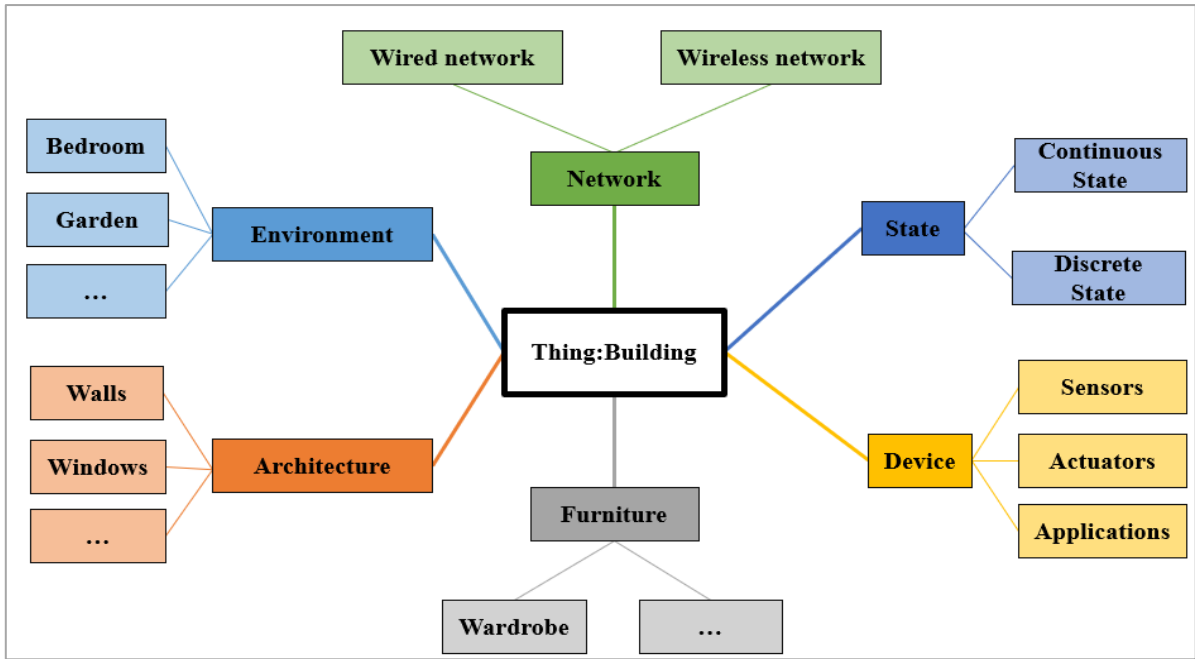 Wired network
Wireless network
Bedroom
Network
Continuous
State
Garden
Environment
State
…
Discrete
State
Thing:Building
Walls
Sensors
Windows
Architecture
Device
Actuators
…
Furniture
Applications
Wardrobe
…